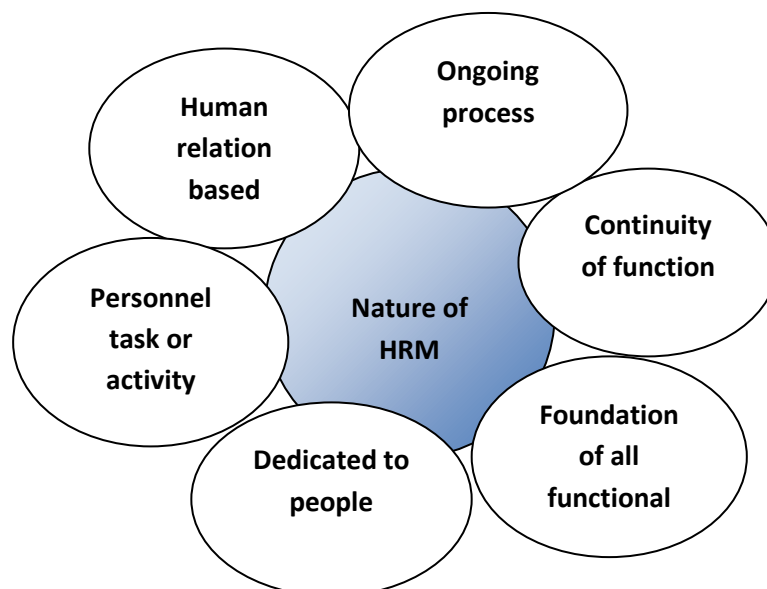 Ongoing
process
Human
relation
based
Continuity
of function
Nature of
HRM
Personnel
task or
activity
Foundation
of all
functional
Dedicated to
people